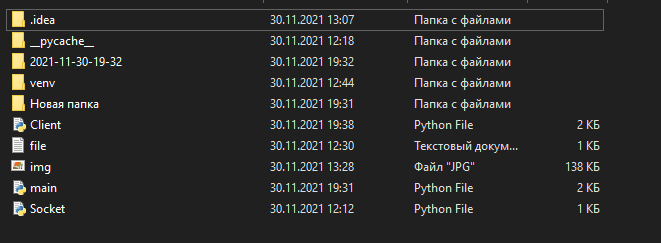 .idea 30.11.2021 13:07 Папка с файлами
__pycache__ 30.11.2021 12:18 Папка с файлами
2021-11-30-19-32 30.11.2021 19:32 Папка с файлами
venv 30.11.2021 12:44 Папка с файлами
Новая папка 30.11.2021 19:31 Папка с файлами
Client 30.11.2021 19:38 Python File 2 КБ
file 30.11.2021 12:30 Текстовый докум... 1 КБ
img 30.11.2021 13:28 Файл "JPG" 138 КБ
main 30.11.2021 19:31 Python File 2 КБ
Socket 30.11.2021 12:12 Python File 1 КБ